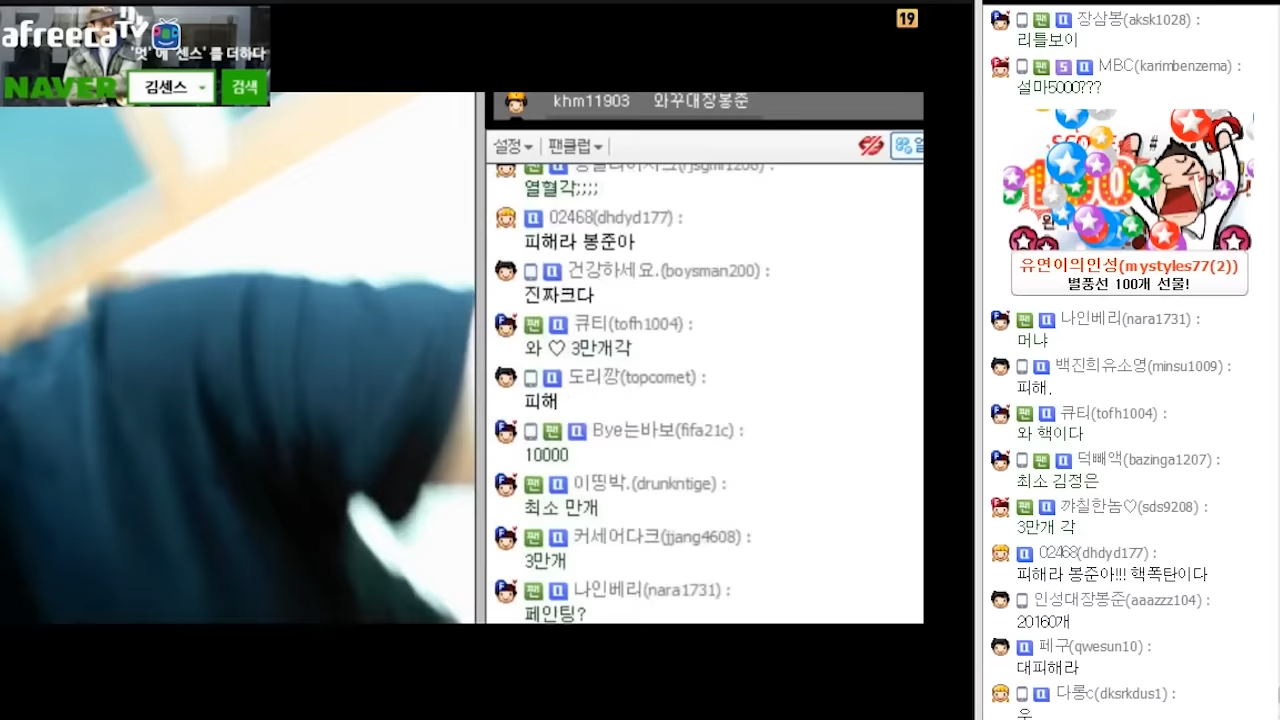 afreecaTV
'멋'에 '센스'를 더하다
NAVER 김센스 검색
19
khm11903 와꾸대장봉준
설정 팬클럽
열혈각;;;;
02468(dhdyd177) :
피해라 봉준아
건강하세요.(boysman200) :
진짜크다
큐티(tofh1004) :
와 ♡ 3만개각
도리깡(topcomet) :
피해
Bye는바보(fifa21c) :
10000
이띵박.(drunkntige) :
최소 만개
커세어다크(jjang4608) :
3만개
나인베리(nara1731) :
페인팅?
장삼봉(aksk1028) :
리틀보이
MBC(karimbenzema) :
설마5000???
유연이의인성(mystyles77(2))
별풍선 100개 선물!
나인베리(nara1731) :
머냐
백진희유소영(minsu1009) :
피해.
큐티(tofh1004) :
와 핵이다
덕빼액(bazinga1207) :
최소 김정은
꺄칠한놈♡(sds9208) :
3만개 각
02468(dhdyd177) :
피해라 봉준아!!! 핵폭탄이다
인성대장봉준(aaazzz104) :
20160개
페구(qwesun10) :
대피해라
다롱c(dksrkdus1) :